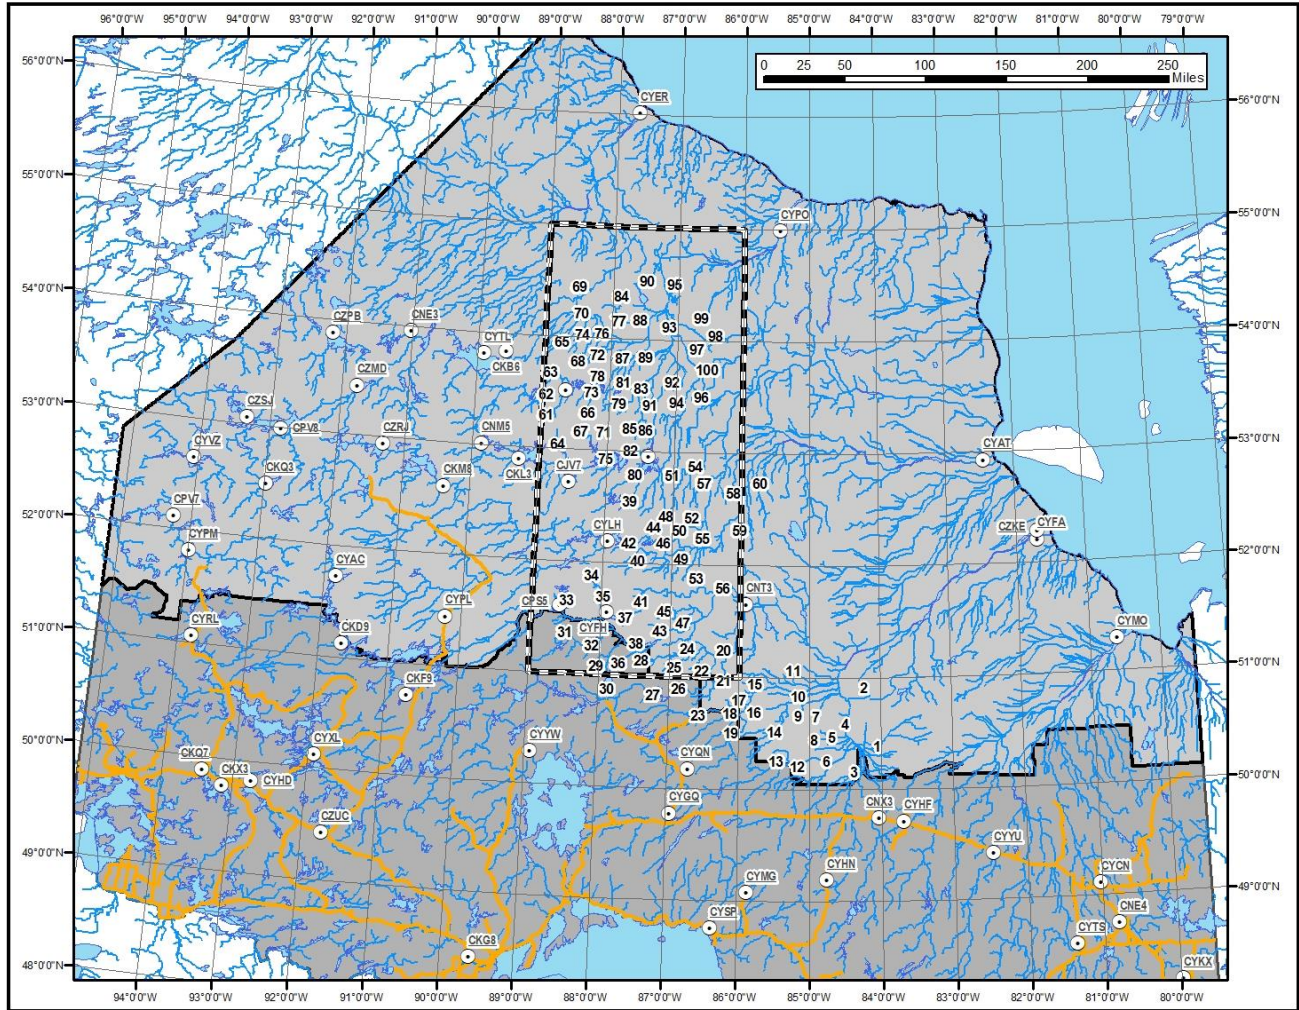 96°0'0"W 95°0'0"W 94°0'0"W 93°0'0"W 92°0'0"W 91°0'0"W 90°0'0"W 89°0'0"W 88°0'0"W 87°0'0"W 86°0'0"W 85°0'0"W 84°0'0"W 83°0'0"W 82°0'0"W 81°0'0"W 80°0'0"W 79°0'0"W
56°0'0"N
0 25 50 100 150 200 250
Miles
CYER 56°0'0"N
55°0'0"N
CYPO 55°0'0"N
54°0'0"N
69 90 95
84
CZPB CNE3 70 77 88 93 99 54°0'0"N
CYTL 65 74 76 98
CKB6 68 72 87 89 97
CZMD 63 78 81 92 100
53°0'0"N
62 73 83 96
CZSJ CPV8 61 66 79 91 94
CYVZ CZRJ CNM5 67 71 85 86 53°0'0"N
64 82 CYAT
CKQ3 CKM8 CKL3 CJV7 75 80 51 54 57 60
58
CPV7 39
52°0'0"N
48 52
CYPM CYLH 44 50 59 CZKE CYFA
42 46 55 52°0'0"N
CYAC 40 49
34 53
56 CNT3
CYPL CPS5 33 35 41
51°0'0"N
CYRL CKD9 CYFH 37 45 47 CYMO
31 43
32 38 24 20
29 36 28 25 22 11 51°0'0"N
CKF9 30 27 26 21 15 2
17 10
23 18 16 9 7 4
50°0'0"N
CYXL CYYW 19 14 8 5 1
CKQ7 CKX3 CYHD CYQN 13 12 6 3 50°0'0"N
CZUC CYGQ CNX3 CYHF
49°0'0"N
CYYU
CYMG CYHN CYCN 49°0'0"N
CYSP CNE4
CKG8 CYTS
48°0'0"N
CYKX
94°0'0"W 93°0'0"W 92°0'0"W 91°0'0"W 90°0'0"W 89°0'0"W 88°0'0"W 87°0'0"W 86°0'0"W 85°0'0"W 84°0'0"W 83°0'0"W 82°0'0"W 81°0'0"W 80°0'0"W